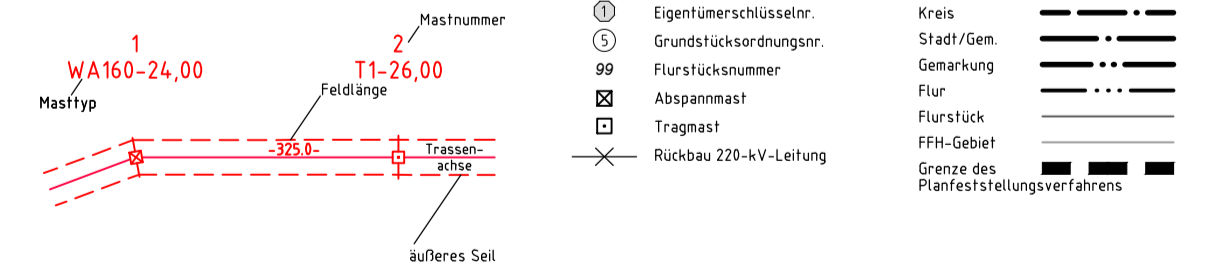 Mastnummer
1
2
WA160-24,00
T1-26,00
Masttyp
Feldlänge
-325.0-
Trassen-
achse
äußeres Seil
1 Eigentümerschlüsselnr.
5 Grundstücksordnungsnr.
99 Flurstücksnummer
Abspannmast
Tragmast
Rückbau 220-kV-Leitung
Kreis
Stadt/Gem.
Gemarkung
Flur
Flurstück
FFH-Gebiet
Grenze des
Planfeststellungsverfahrens